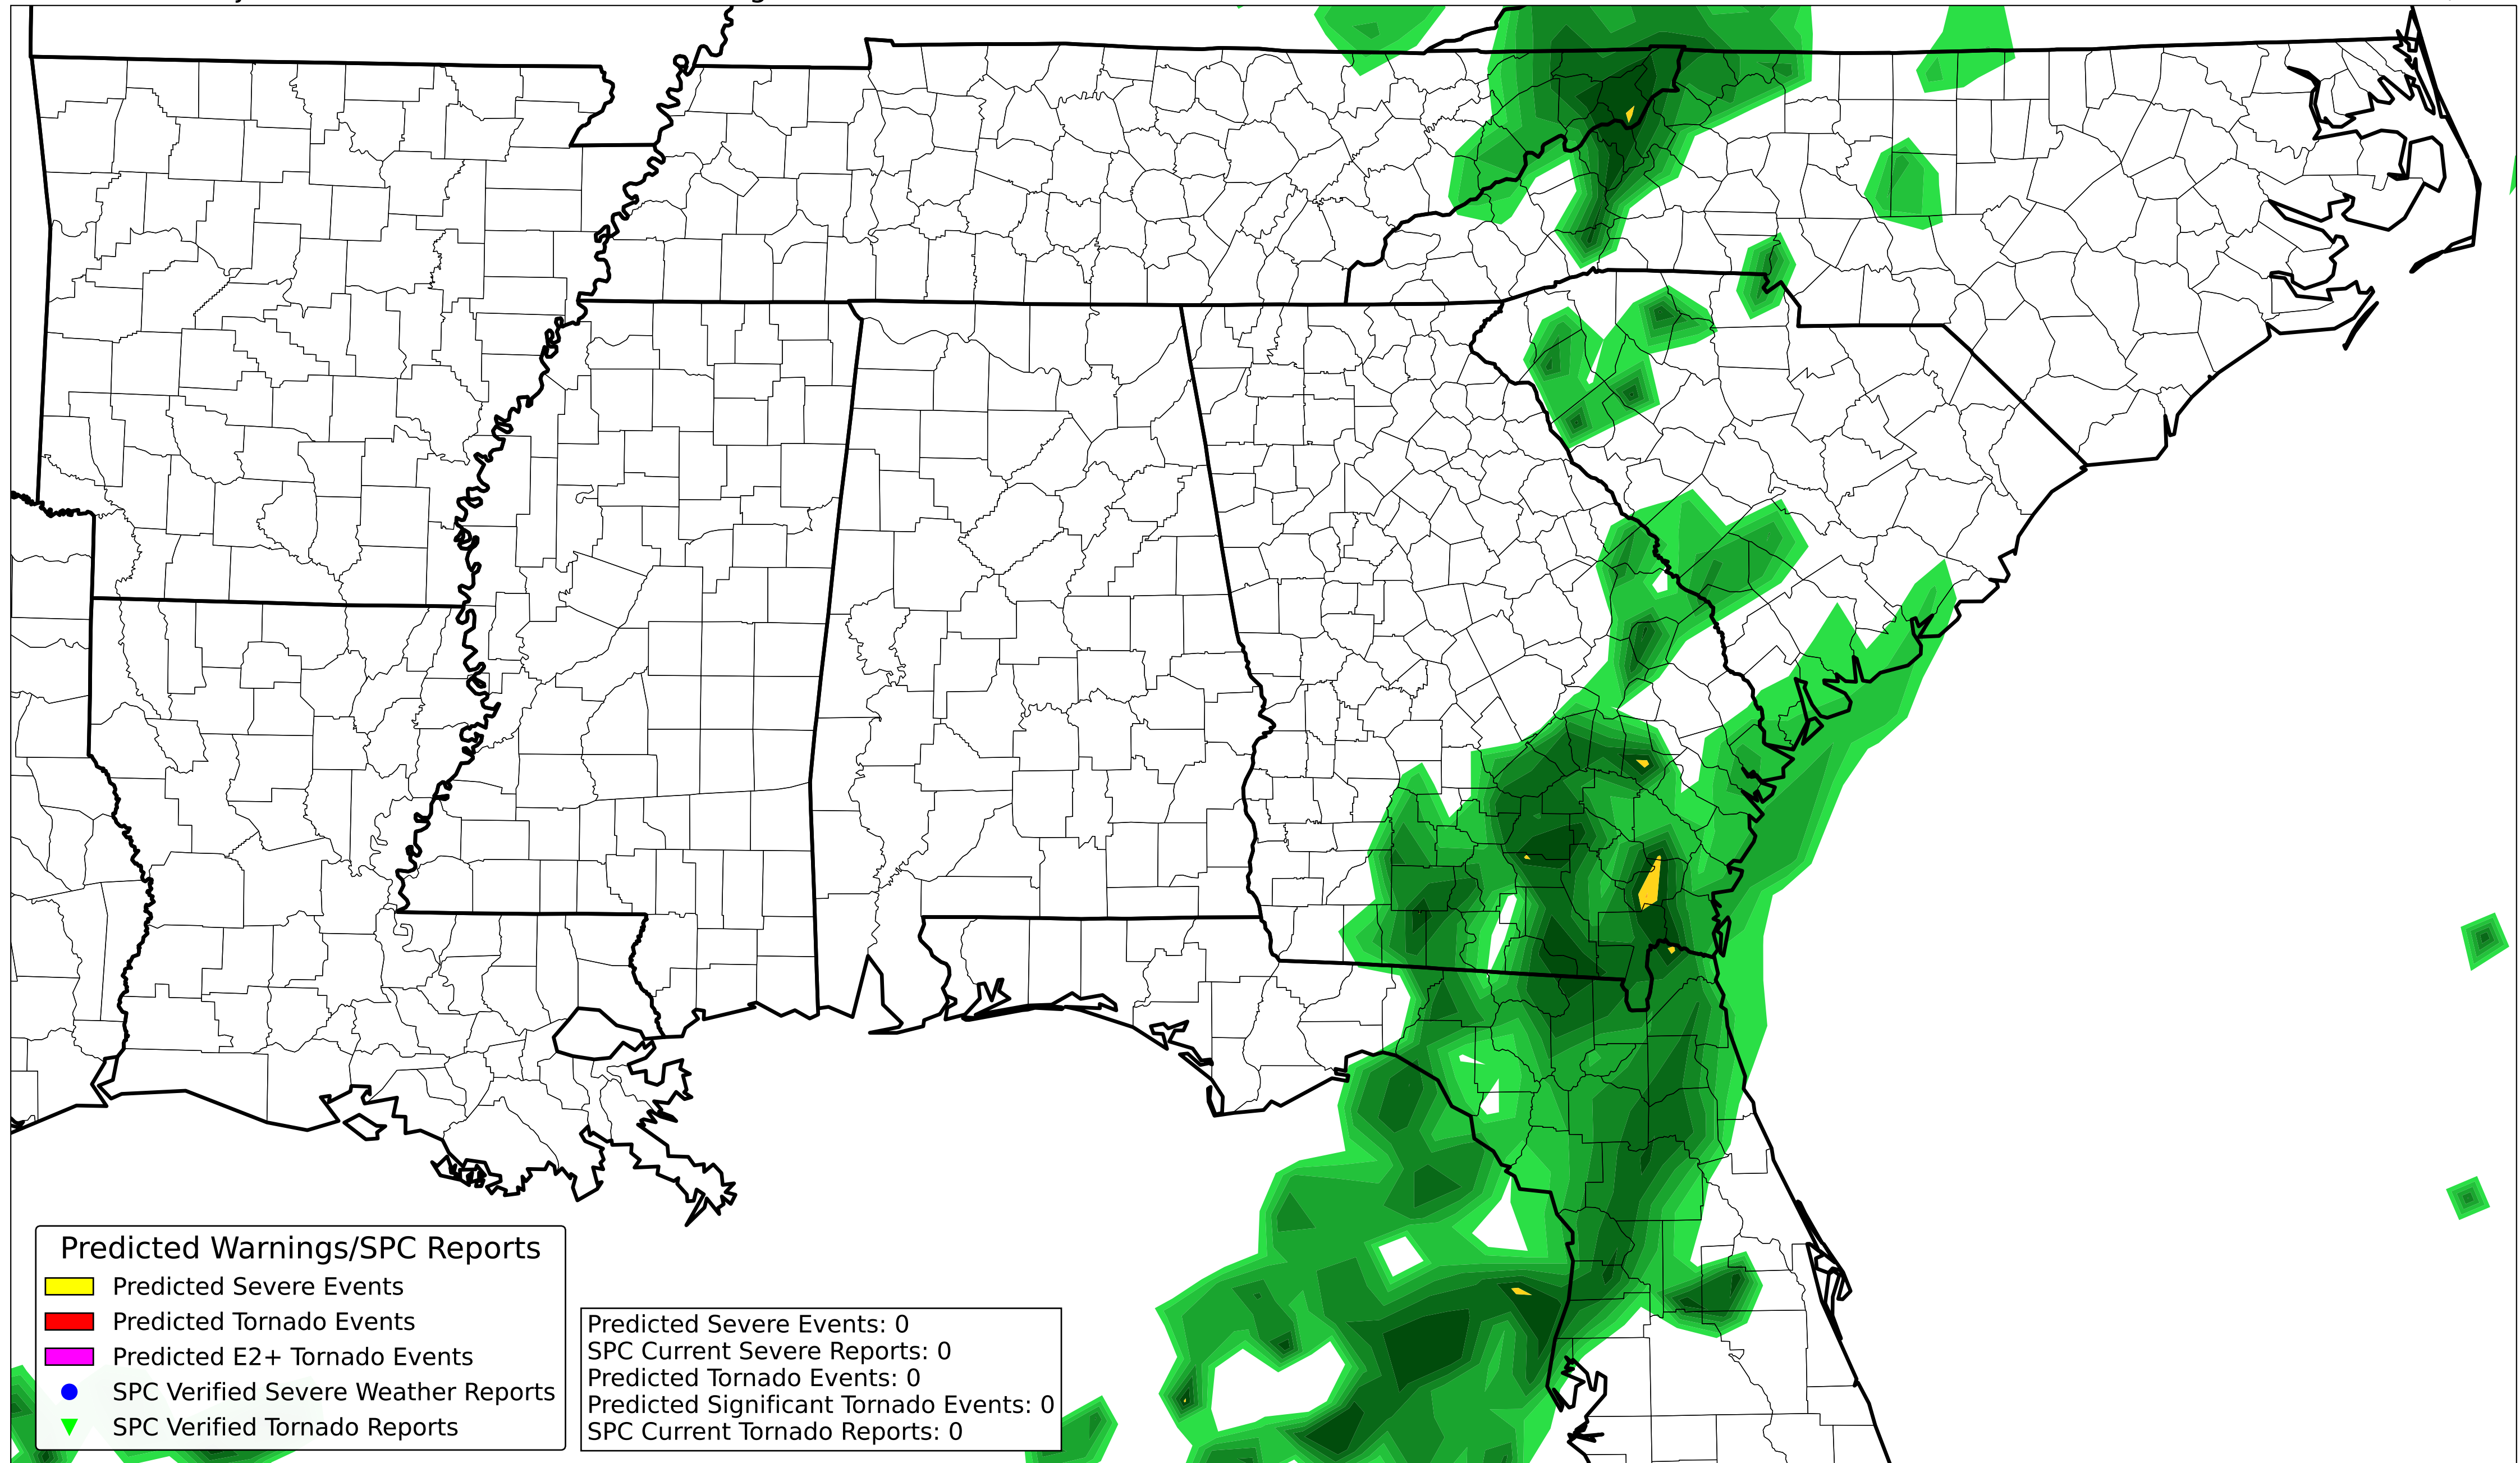 Predicted Warnings/SPC Reports
Predicted Severe Events
Predicted Tornado Events
Predicted E2+ Tornado Events
SPC Verified Severe Weather Reports
SPC Verified Tornado Reports
Predicted Severe Events: 0
SPC Current Severe Reports: 0
Predicted Tornado Events: 0
Predicted Significant Tornado Events: 0
SPC Current Tornado Reports: 0